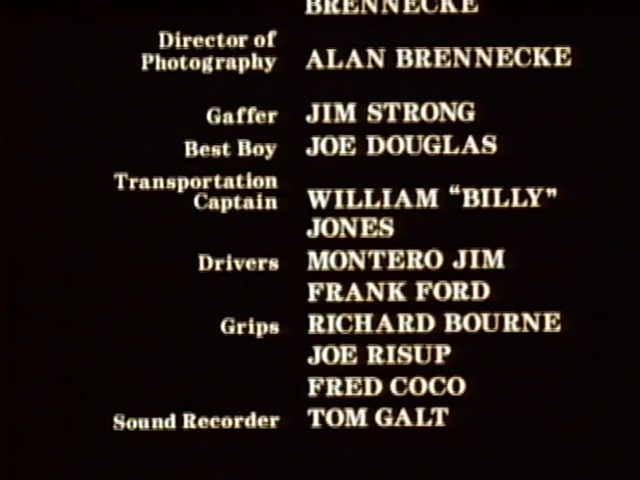 BRENNECKE
Director of
Photography ALAN BRENNECKE
Gaffer JIM STRONG
Best Boy JOE DOUGLAS
Transportation
Captain WILLIAM “BILLY”
JONES
Drivers MONTERO JIM
FRANK FORD
Grips RICHARD BOURNE
JOE RISUP
FRED COCO
Sound Recorder TOM GALT